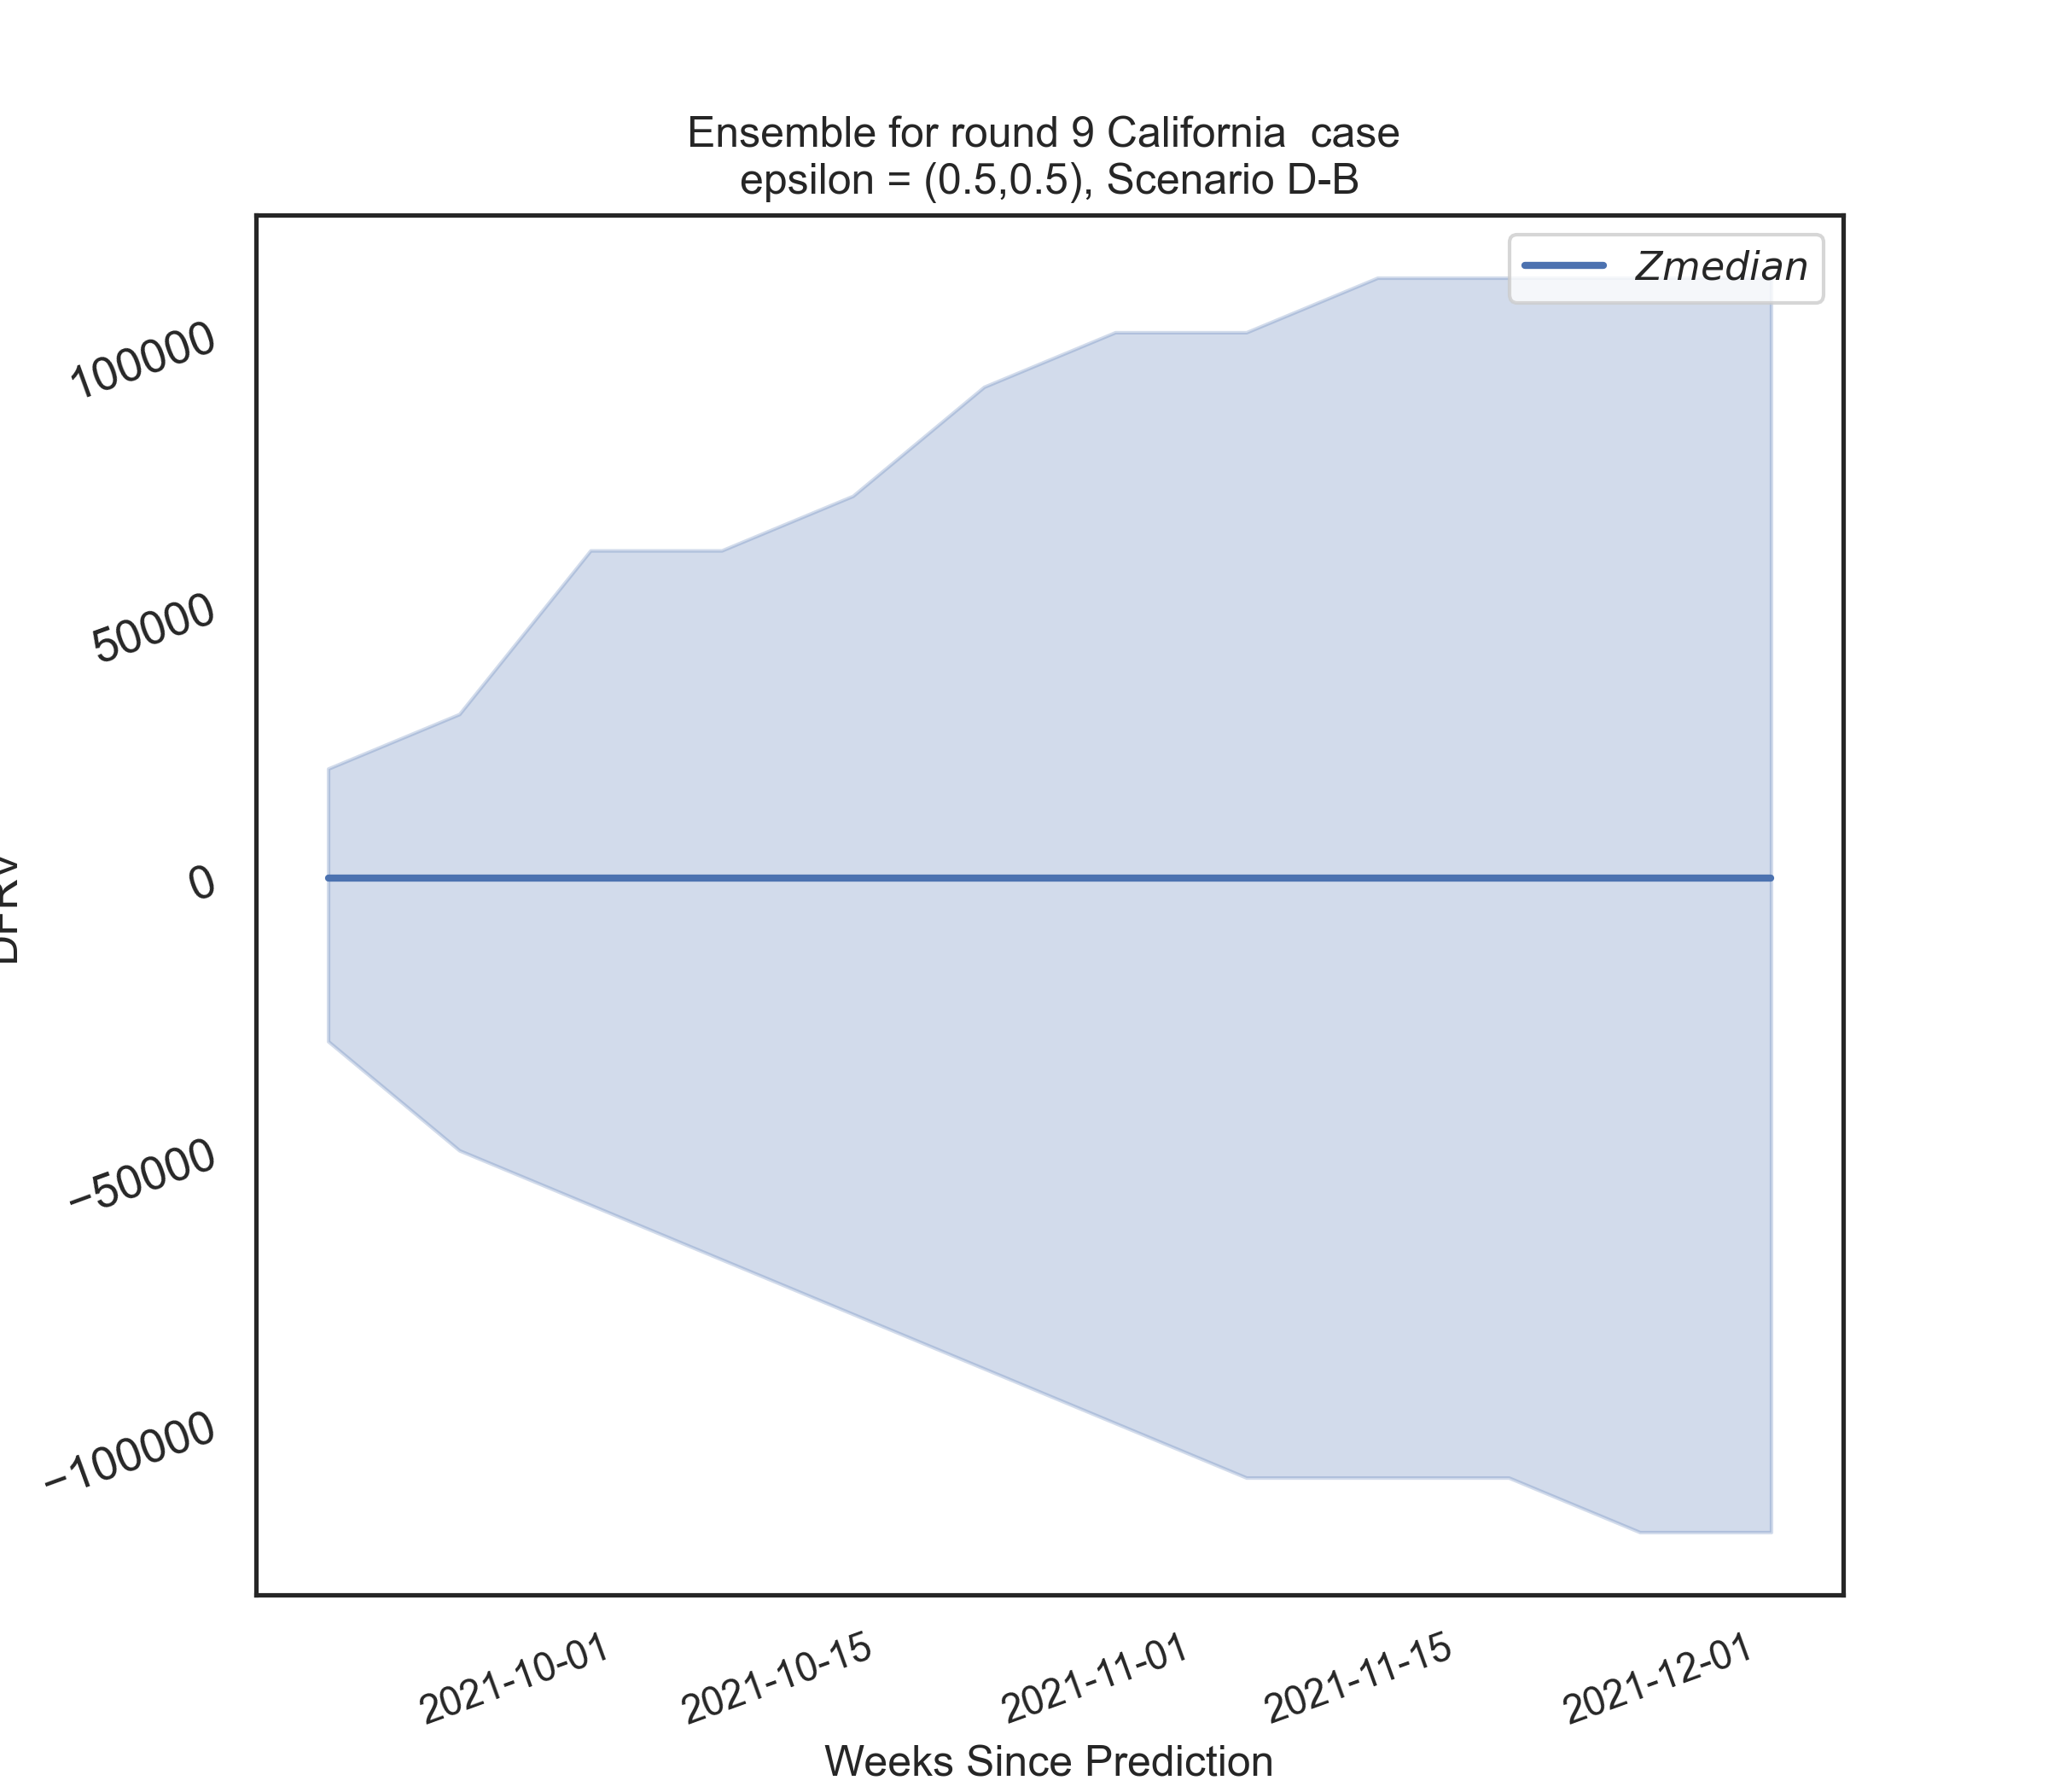 Ensemble for round 9 California  case
epsilon = (0.5,0.5), Scenario D-B
Zmedian
100000
50000
0
−50000
−100000
2021-10-01
2021-10-15
2021-11-01
2021-11-15
2021-12-01
Weeks Since Prediction